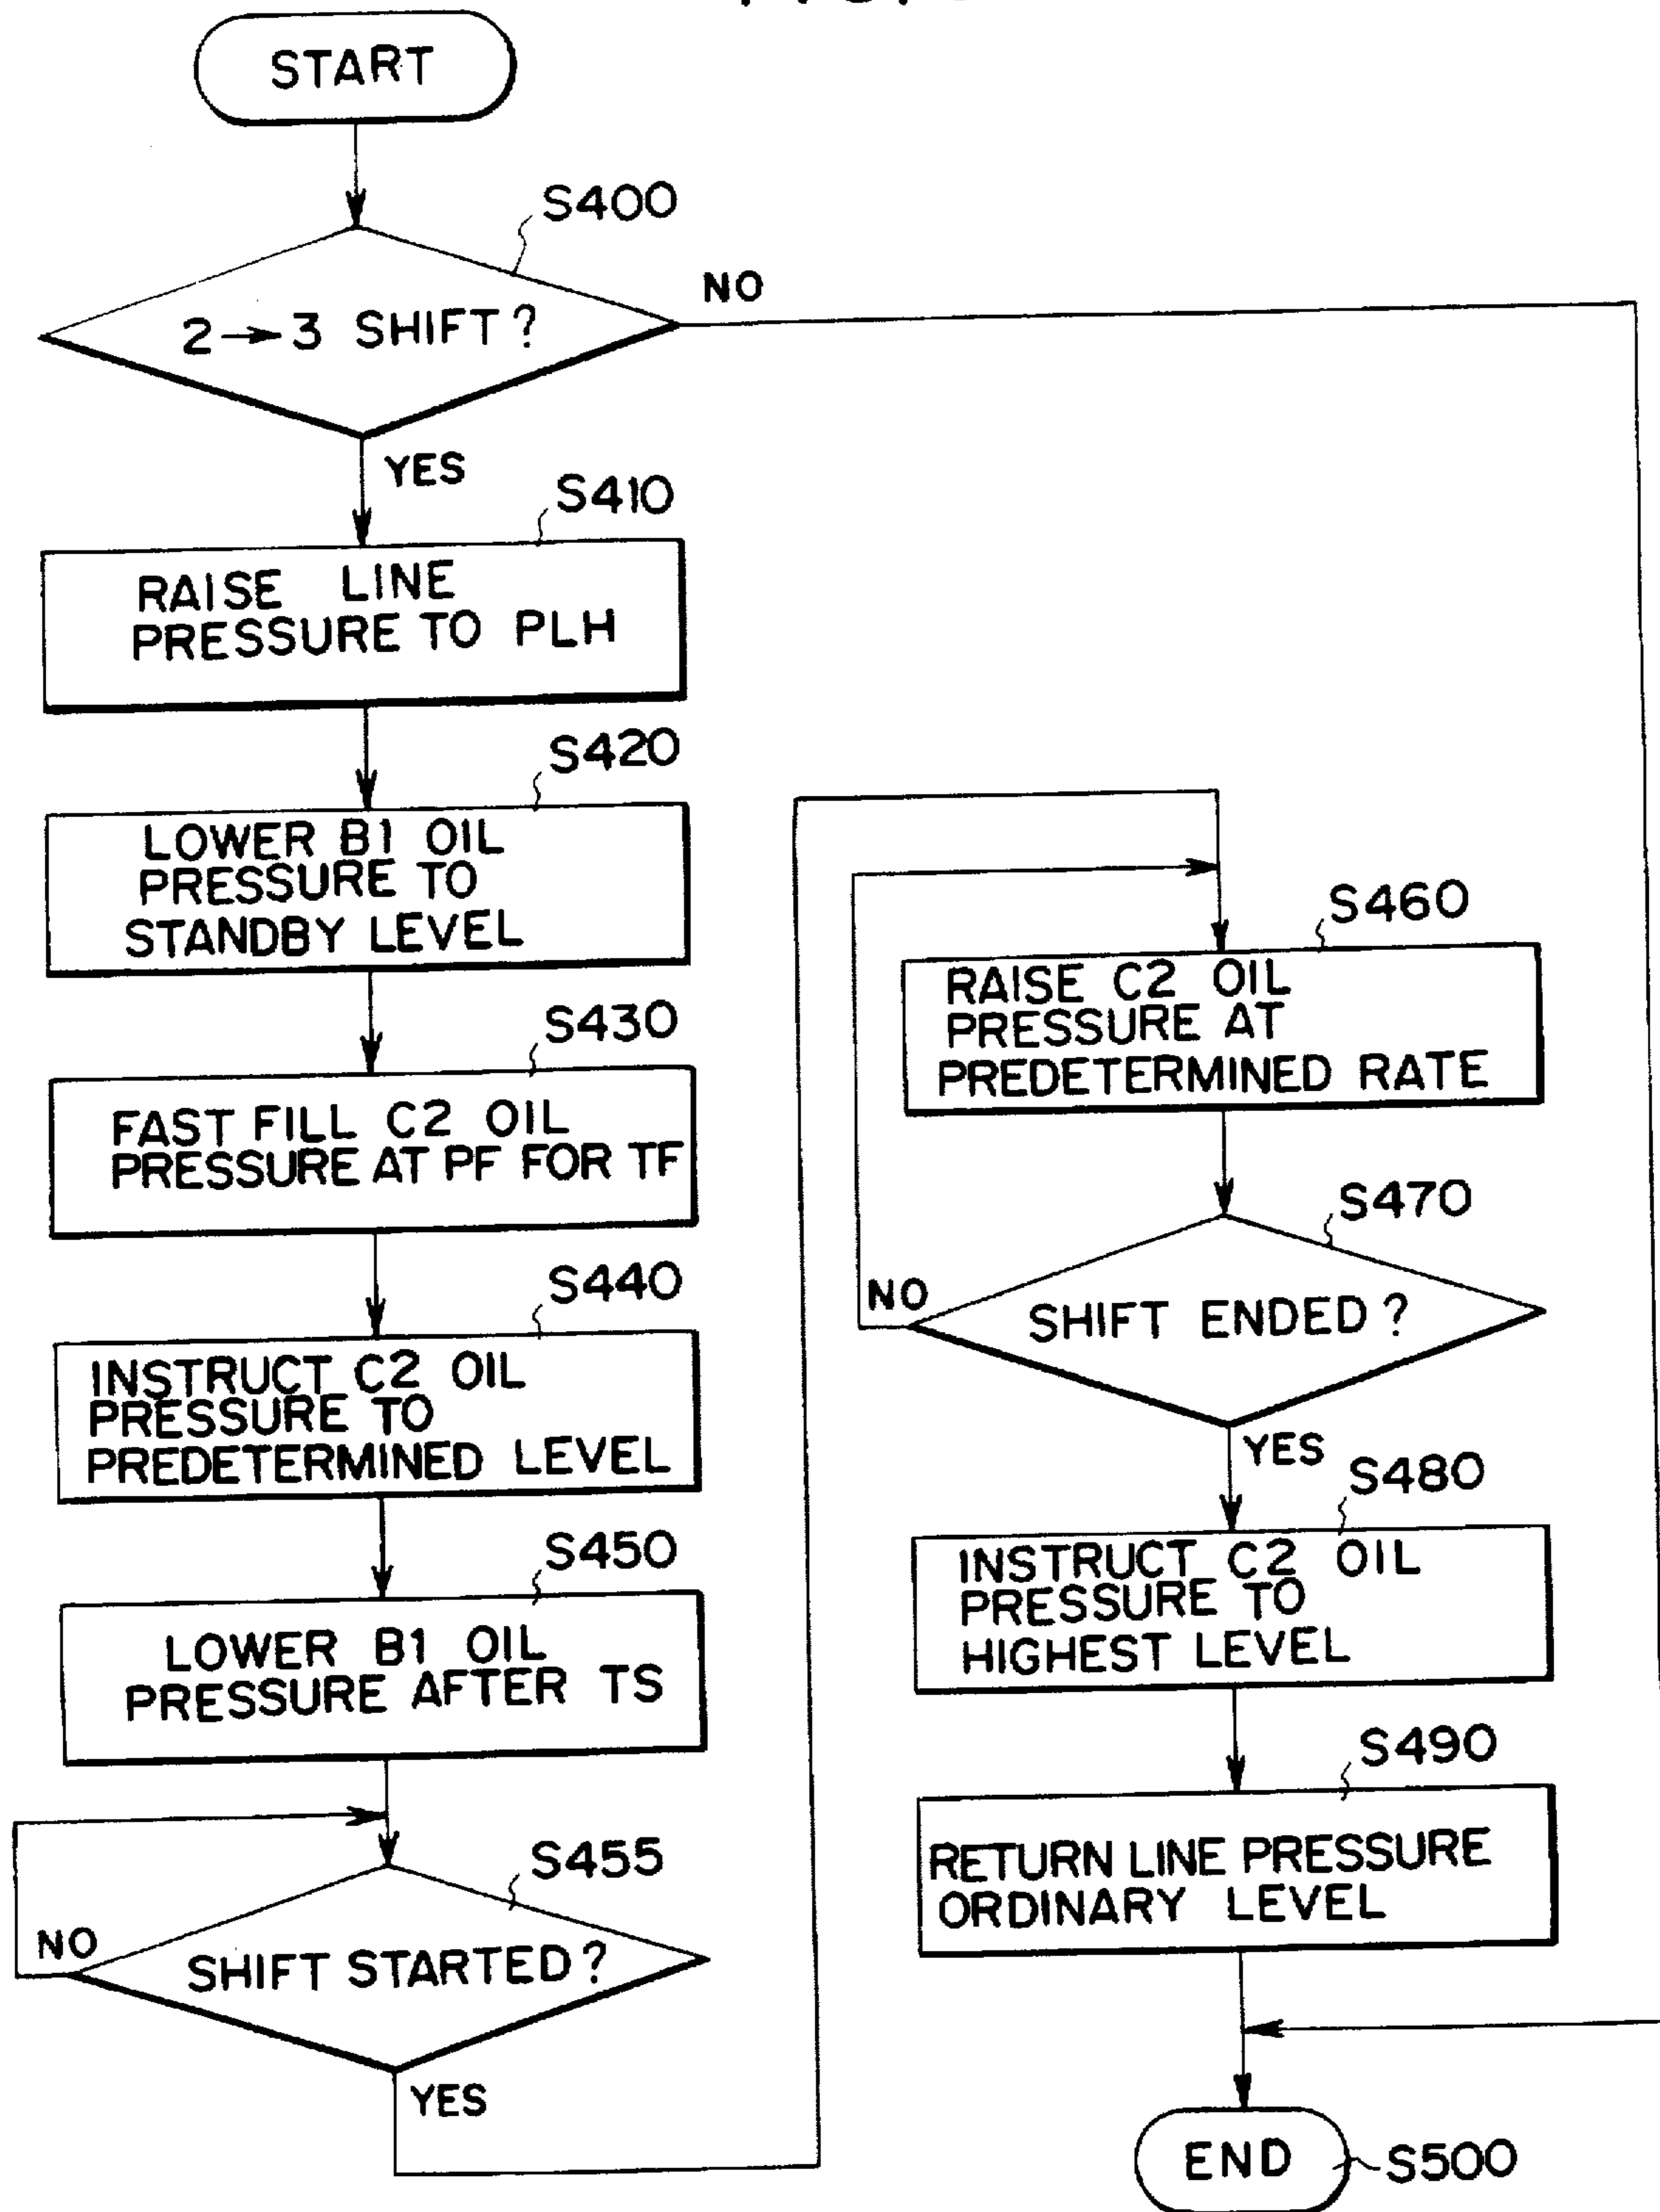 START
S400
2→3 SHIFT?
NO
YES
S410
RAISE LINE
PRESSURE TO PLH
S420
LOWER B1 OIL
PRESSURE TO
STANDBY LEVEL
S430
FAST FILL C2 OIL
PRESSURE AT PF FOR TF
S440
INSTRUCT C2 OIL
PRESSURE TO
PREDETERMINED LEVEL
S450
LOWER B1 OIL
PRESSURE AFTER TS
S455
SHIFT STARTED?
NO
YES
S460
RAISE C2 OIL
PRESSURE AT
PREDETERMINED RATE
S470
SHIFT ENDED?
NO
YES
S480
INSTRUCT C2 OIL
PRESSURE TO
HIGHEST LEVEL
S490
RETURN LINE PRESSURE
ORDINARY LEVEL
END
S500